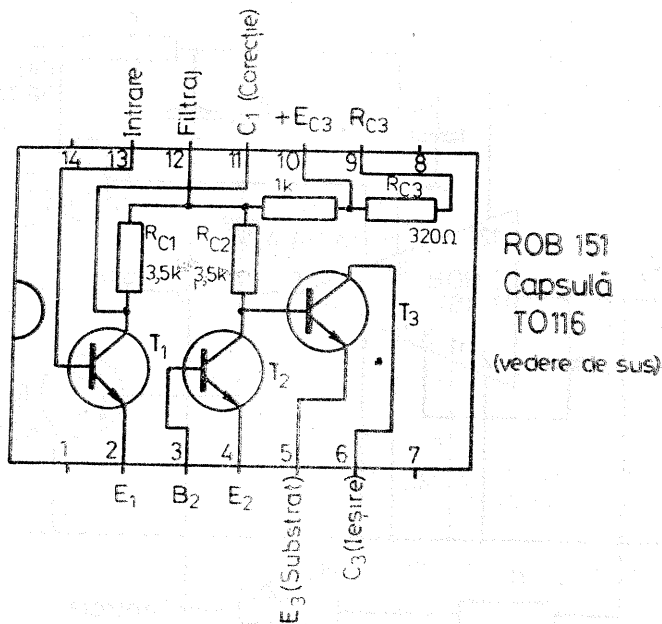 Intrare
Filtraj
C1 (Corecție)
+EC3 RC3
14 13 12 11 10 9 8
1k
RC3
320Ω
RC1
3,5k
RC2
3,5k
T1
T2
T3
ROB 151
Capsulă
TO116
(vedere de sus)
1 2 3 4 5 6 7
E1 B2 E2
E3 (Substrat)
C3 (Ieșire)